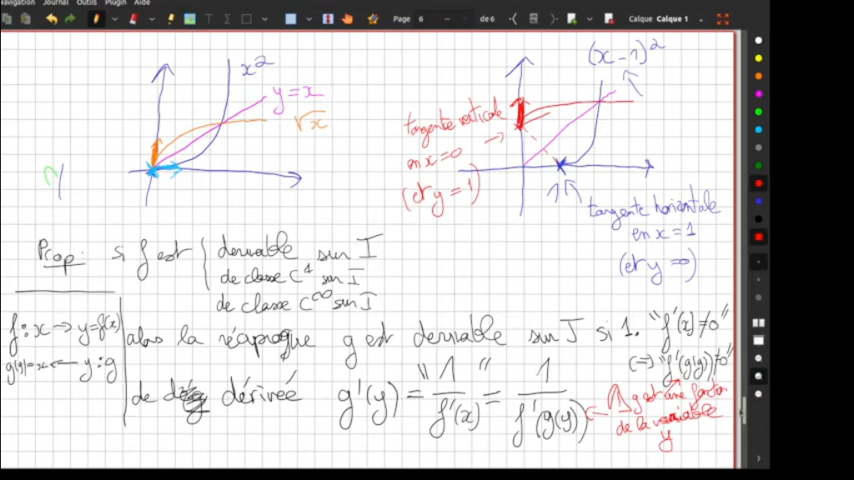 Journal Outils Plugin Aide
Page 6 de 6 Calque Calque 1
x²
y = x
√x
(x-1)²
tangente verticale
en x=0
(et y = 1)
tangente horizontale
en x = 1
(et y = 0)
Prop: si f est { dérivable sur I
de classe C¹ sur I
de classe C^∞ sur I
f: x → y=f(x)
g(y)=x ← y : g
alors la réciproque g est dérivable sur J si 1. "f'(x) ≠ 0"
(=) "f'(g(y)) ≠ 0"
de dérivée g'(y) = "1/f'(x)" = 1/f'(g(y))
g est une fonction
de la variable
y